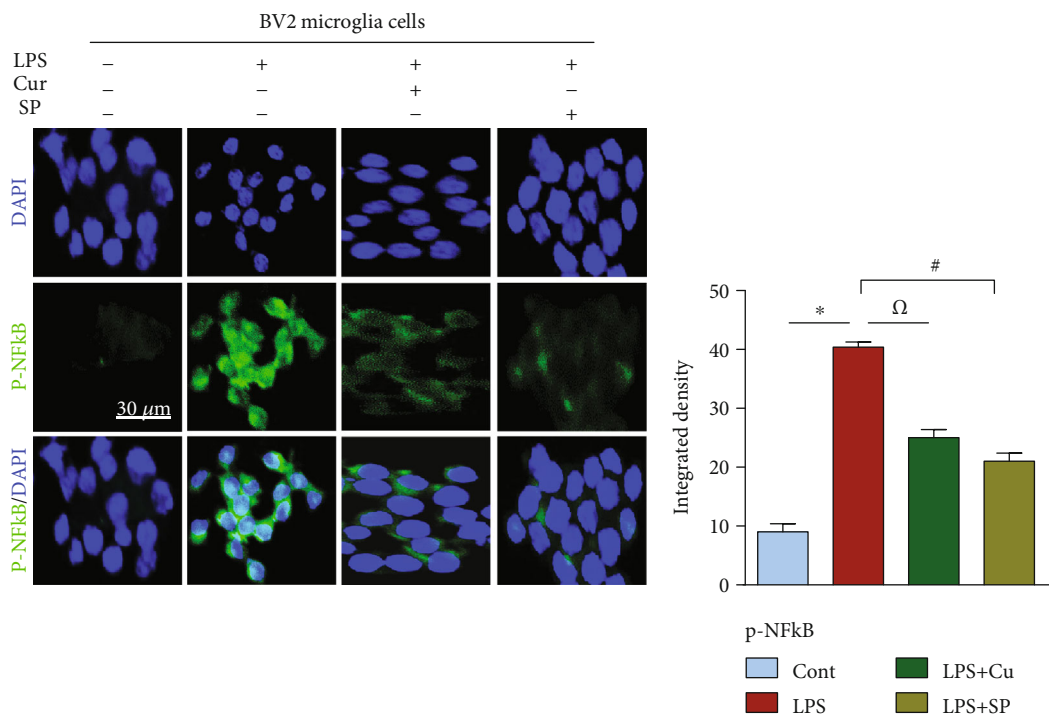 BV2 microglia cells
LPS − + + +
Cur − − + −
SP − − − +
DAPI
P-NFkB
30 µm
P-NFkB/DAPI
# 
* Ω
50
40
30
20
10
0
Integrated density
p-NFkB
Cont LPS+Cu
LPS LPS+SP